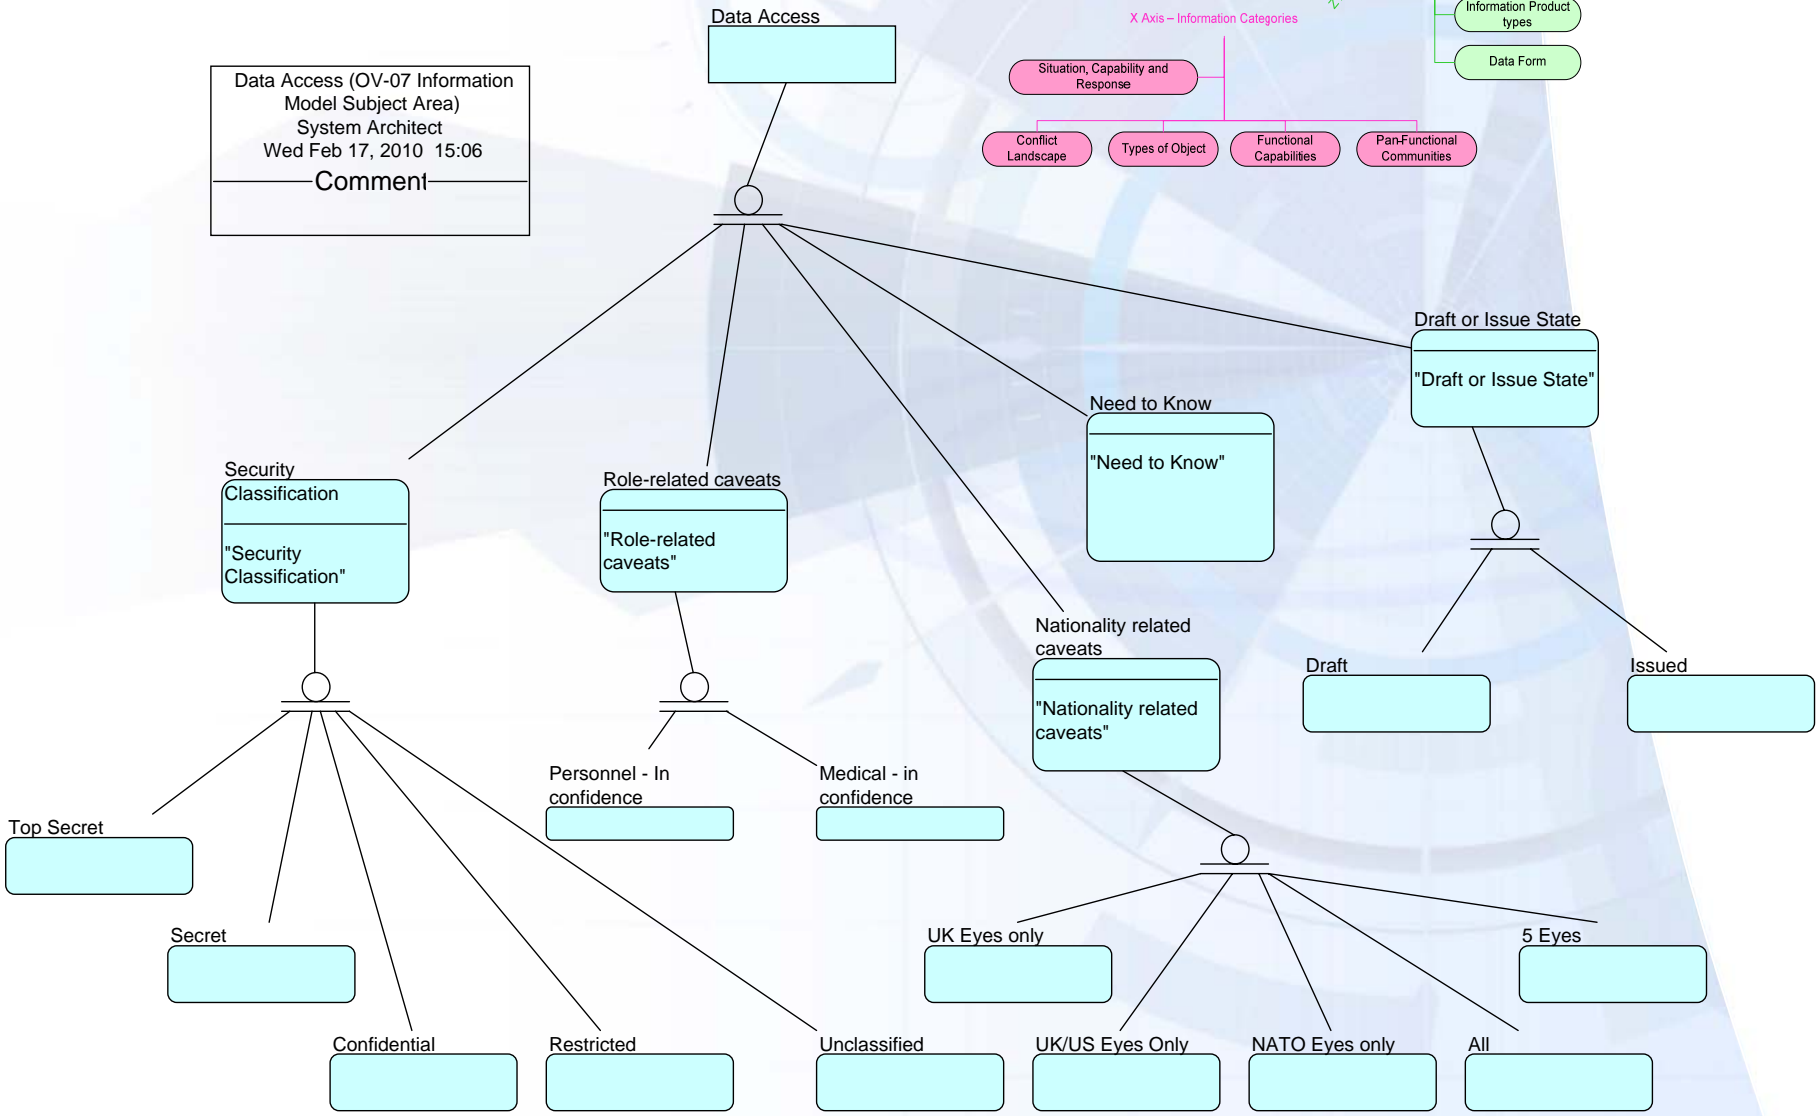 Data Access
X Axis – Information Categories
Information Product
types
Data Form
Situation, Capability and
Response
Conflict
Landscape
Types of Object
Functional
Capabilities
Pan-Functional
Communities
Data Access (OV-07 Information
Model Subject Area)
System Architect
Wed Feb 17, 2010 15:06
Comment
Draft or Issue State
"Draft or Issue State"
Need to Know
"Need to Know"
Security
Classification
"Security
Classification"
Role-related caveats
"Role-related
caveats"
Nationality related
caveats
"Nationality related
caveats"
Draft
Issued
Personnel - In
confidence
Medical - in
confidence
Top Secret
Secret
Confidential
Restricted
Unclassified
UK Eyes only
5 Eyes
UK/US Eyes Only
NATO Eyes only
All